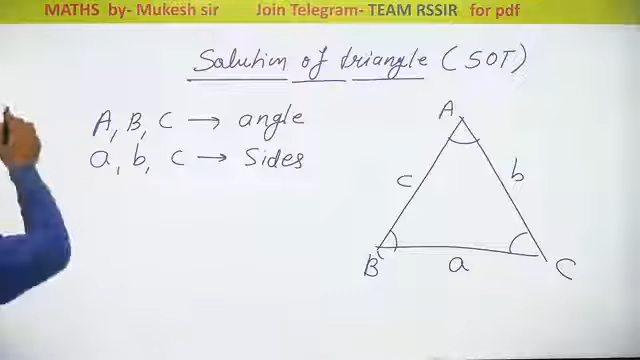 MATHS by- Mukesh sir Join Telegram- TEAM RSSIR for pdf
Solution of triangle (SOT)
A, B, C → angle
a, b, c → Sides
A
c
b
B
a
C